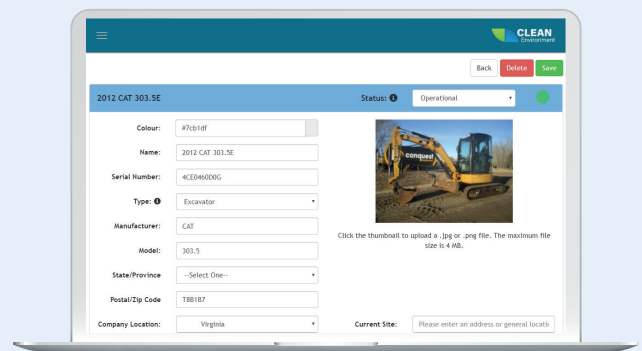 CLEAN
Environment
Back Delete Save
2012 CAT 303.5E Status: Operational
Colour: #7cb1df
Name: 2012 CAT 303.5E
conquest
Serial Number: 4CE0460D0G
Type: Excavator
Manufacturer: CAT
Click the thumbnail to upload a .jpg or .png file. The maximum file
size is 4 MB.
Model: 303.5
State/Province --Select One--
Postal/Zip Code T8B1B7
Company Location: Virginia Current Site: Please enter an address or general locatio